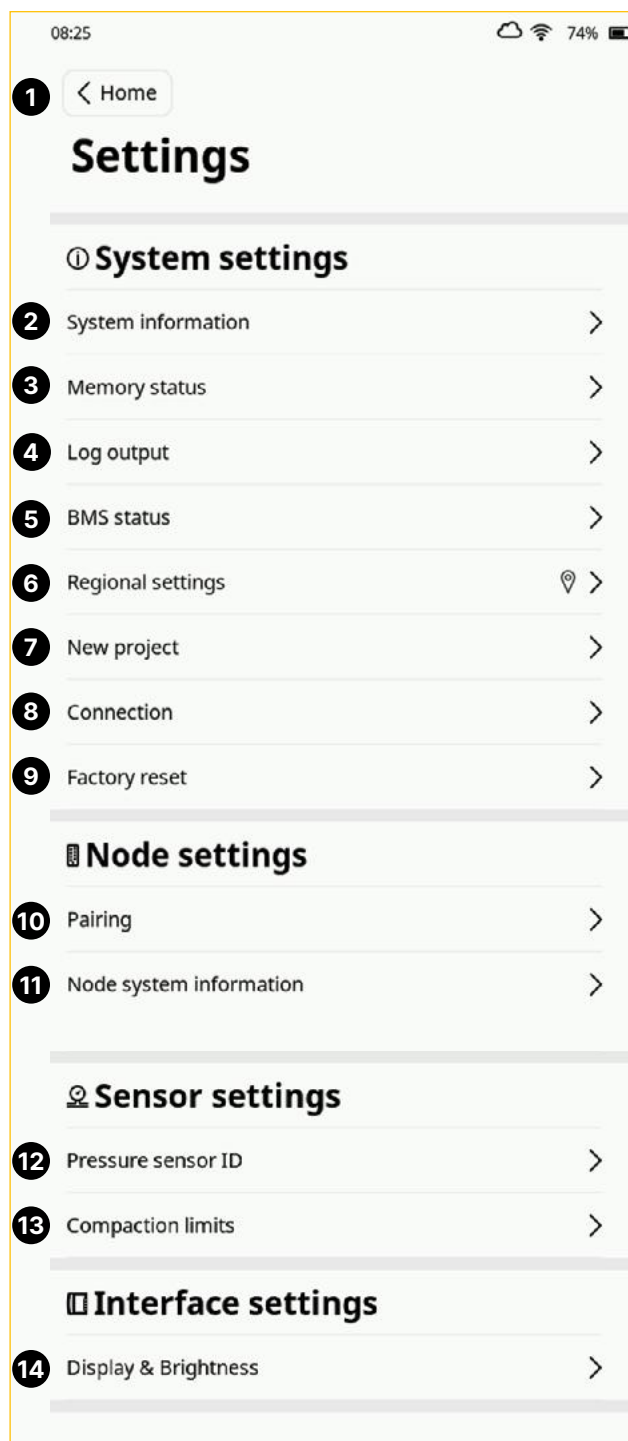 08:25 74%
1 Home
Settings
System settings
2 System information
3 Memory status
4 Log output
5 BMS status
6 Regional settings
7 New project
8 Connection
9 Factory reset
Node settings
10 Pairing
11 Node system information
Sensor settings
12 Pressure sensor ID
13 Compaction limits
Interface settings
14 Display & Brightness